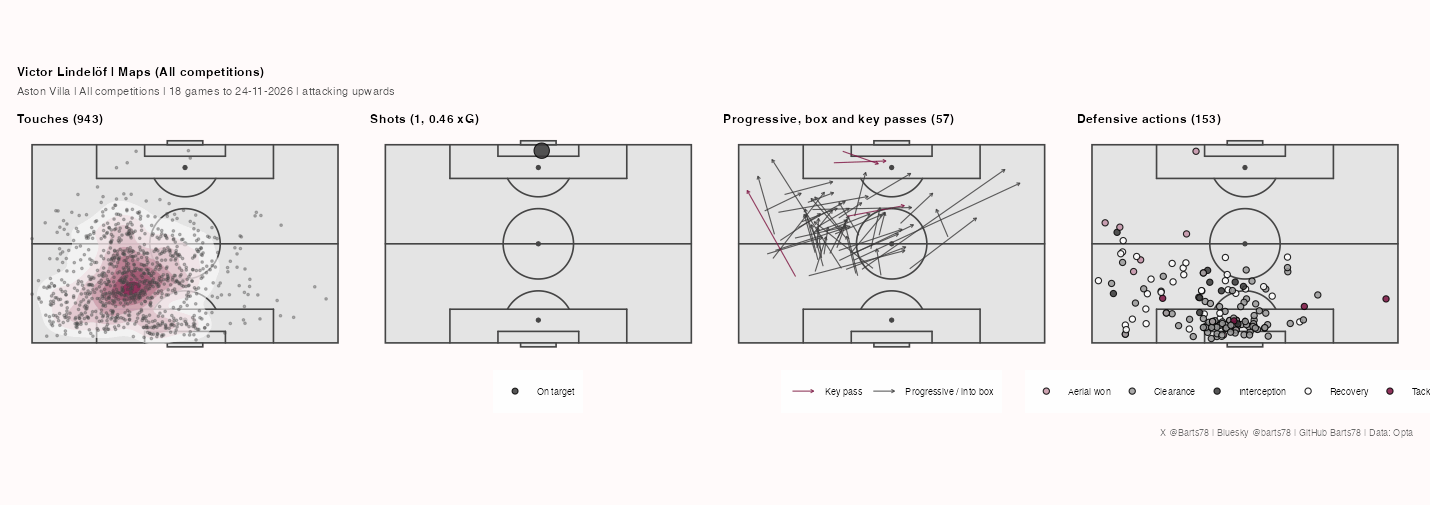 Victor Lindelöf | Maps (All competitions)
Aston Villa | All competitions | 18 games to 24-11-2026 | attacking upwards
Touches (943)
Shots (1, 0.46 xG)
Progressive, box and key passes (57)
Defensive actions (153)
On target
Key pass
Progressive / into box
Aerial won
Clearance
Interception
Recovery
Tack
X @Barts78 | Bluesky @barts78 | GitHub Barts78 | Data: Opta